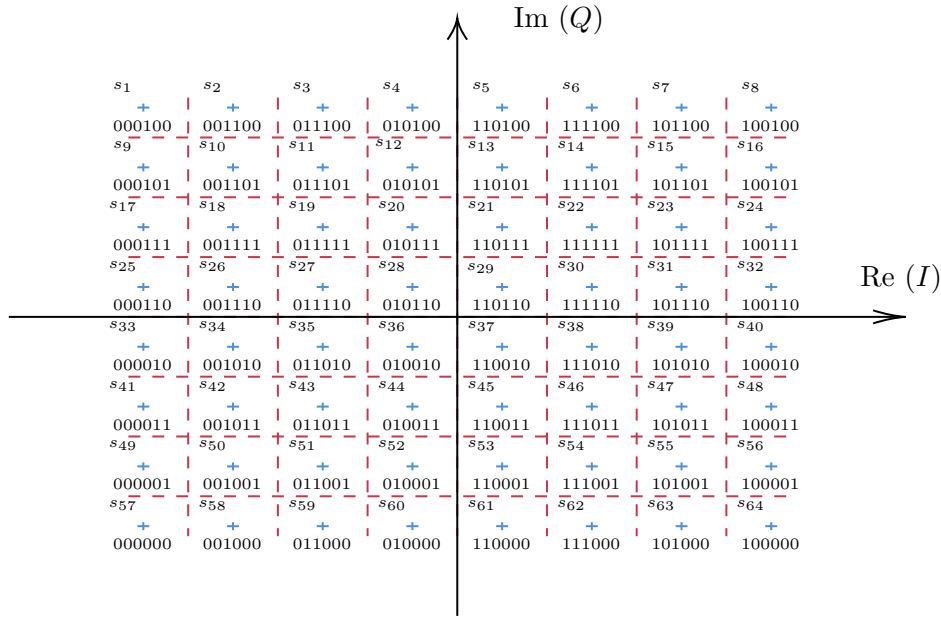 Im (Q)
s1 s2 s3 s4 s5 s6 s7 s8
000100 001100 011100 010100 110100 111100 101100 100100
s9 s10 s11 s12 s13 s14 s15 s16
000101 001101 011101 010101 110101 111101 101101 100101
s17 s18 s19 s20 s21 s22 s23 s24
000111 001111 011111 010111 110111 111111 101111 100111
s25 s26 s27 s28 s29 s30 s31 s32
Re (I)
000110 001110 011110 010110 110110 111110 101110 100110
s33 s34 s35 s36 s37 s38 s39 s40
000010 001010 011010 010010 110010 111010 101010 100010
s41 s42 s43 s44 s45 s46 s47 s48
000011 001011 011011 010011 110011 111011 101011 100011
s49 s50 s51 s52 s53 s54 s55 s56
000001 001001 011001 010001 110001 111001 101001 100001
s57 s58 s59 s60 s61 s62 s63 s64
000000 001000 011000 010000 110000 111000 101000 100000